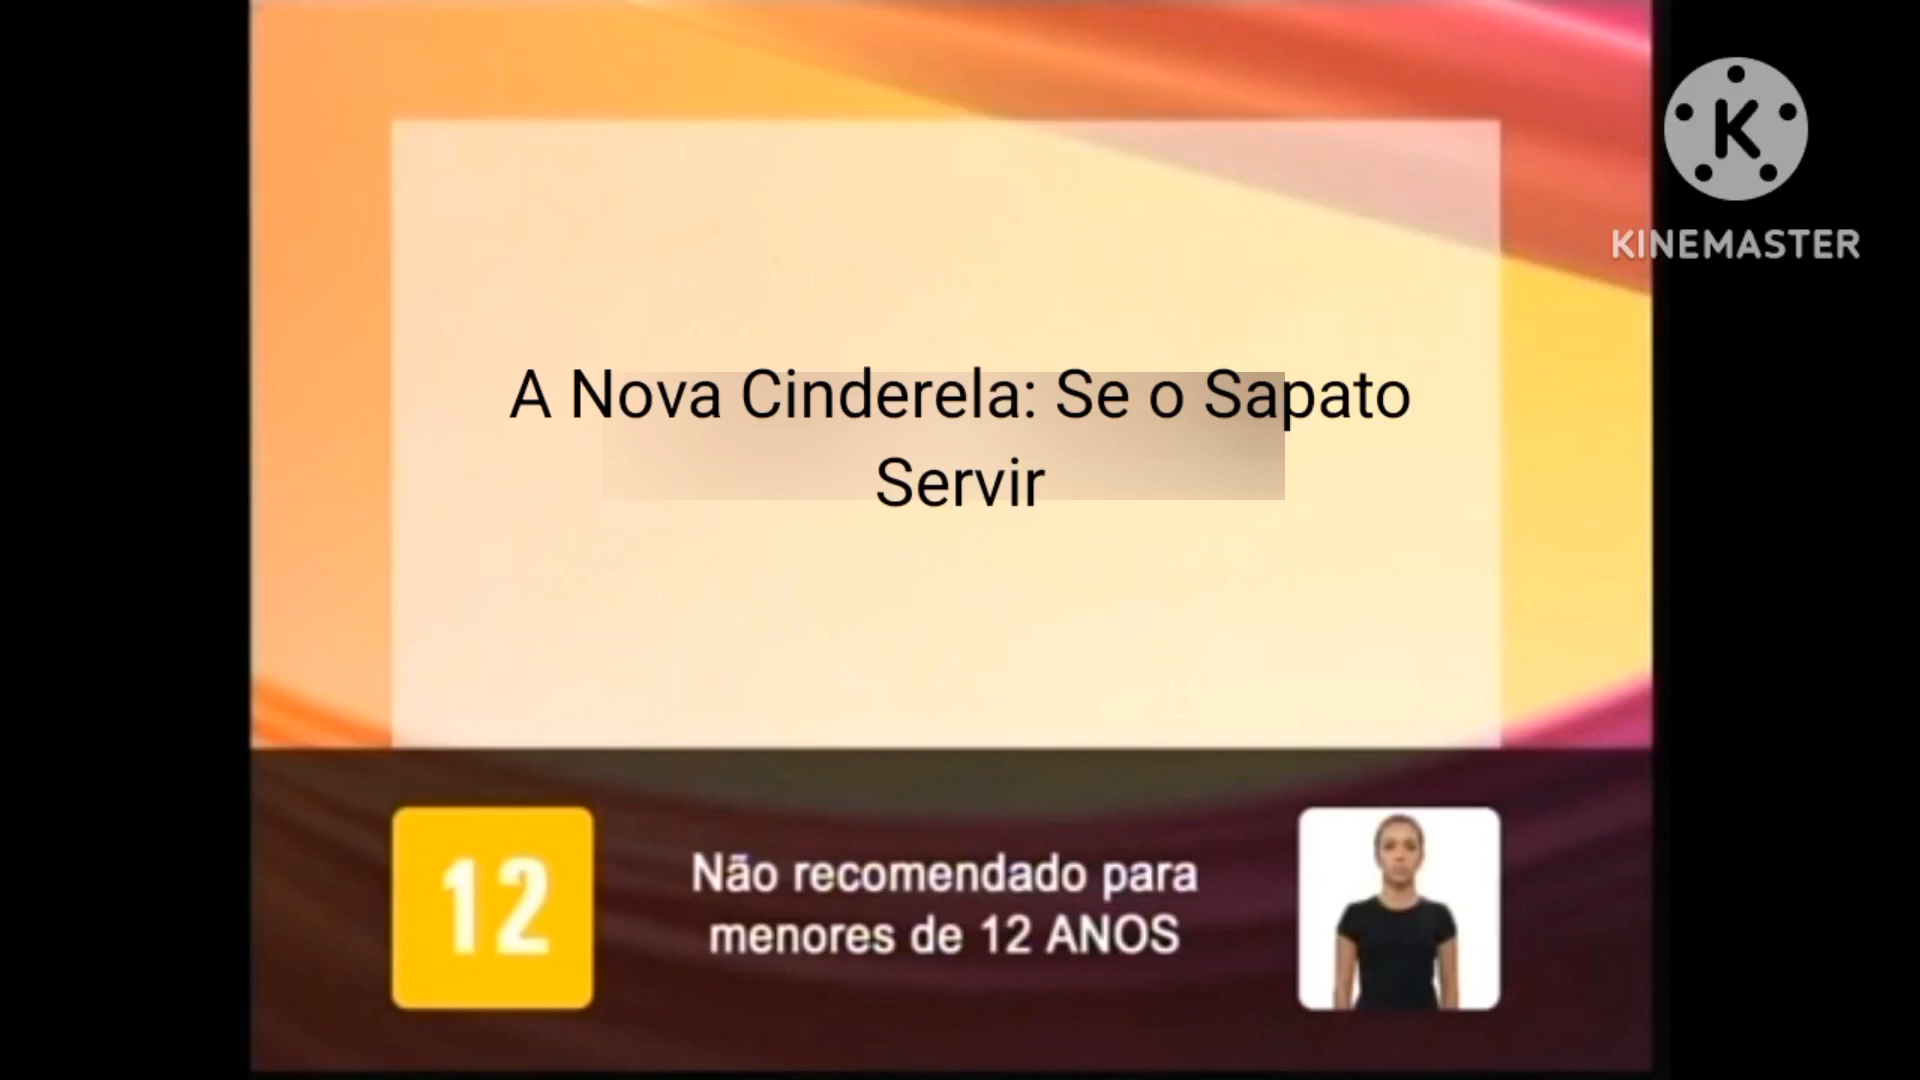 K
KINEMASTER
A Nova Cinderela: Se o Sapato
Servir
12
Não recomendado para
menores de 12 ANOS